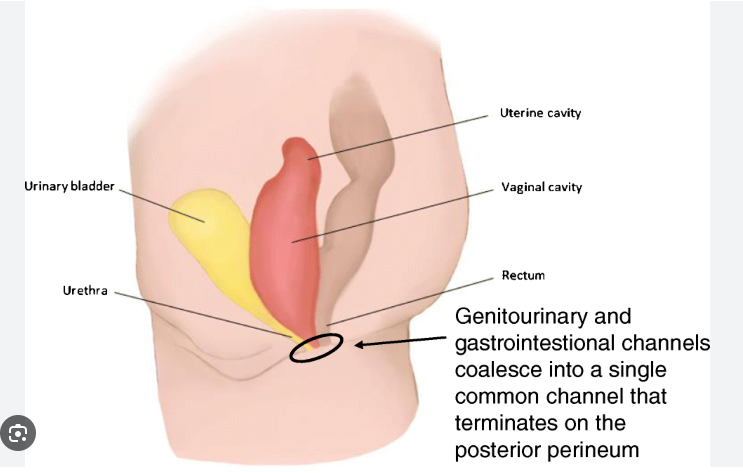 Uterine cavity
Urinary bladder
Vaginal cavity
Rectum
Urethra
Genitourinary and
gastrointestional channels
coalesce into a single
common channel that
terminates on the
posterior perineum